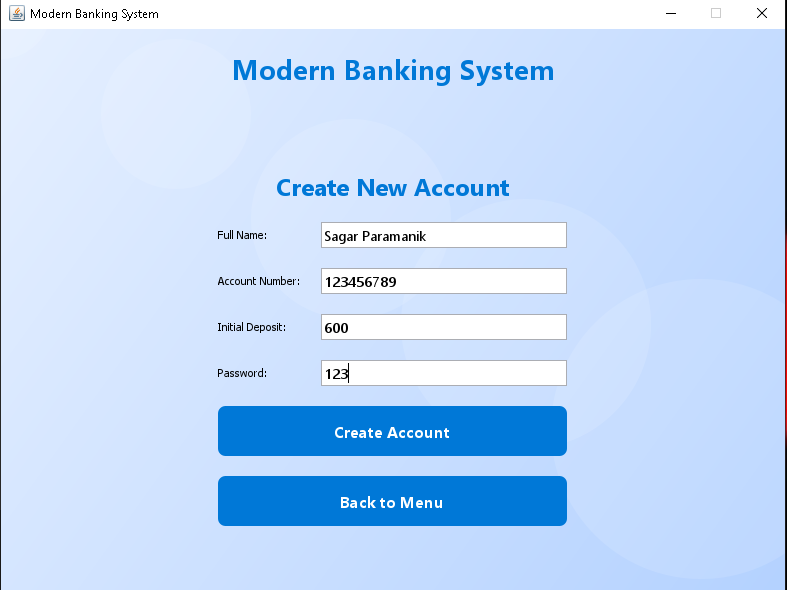 Modern Banking System
Modern Banking System
Create New Account
Full Name: Sagar Paramanik
Account Number: 123456789
Initial Deposit: 600
Password: 123
Create Account
Back to Menu